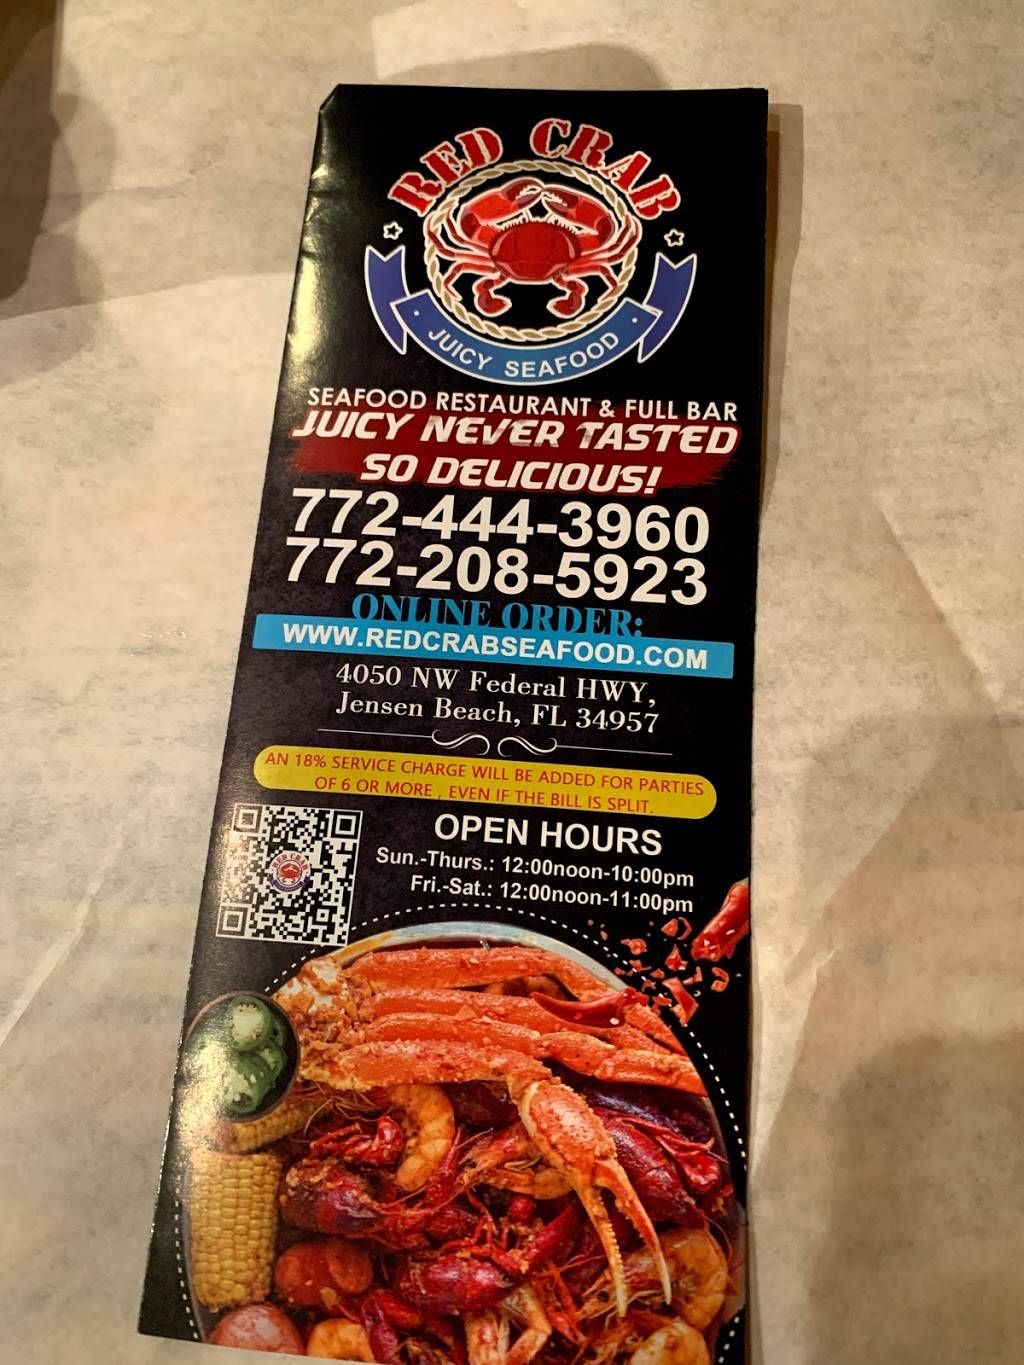 RED CRAB
JUICY SEAFOOD
SEAFOOD RESTAURANT & FULL BAR
JUICY NEVER TASTED
SO DELICIOUS!
772-444-3960
772-208-5923
ONLINE ORDER:
WWW.REDCRABSEAFOOD.COM
4050 NW Federal HWY,
Jensen Beach, FL 34957
AN 18% SERVICE CHARGE WILL BE ADDED FOR PARTIES
OF 6 OR MORE , EVEN IF THE BILL IS SPLIT.
OPEN HOURS
Sun.-Thurs.: 12:00noon-10:00pm
Fri.-Sat.: 12:00noon-11:00pm
RED CRAB